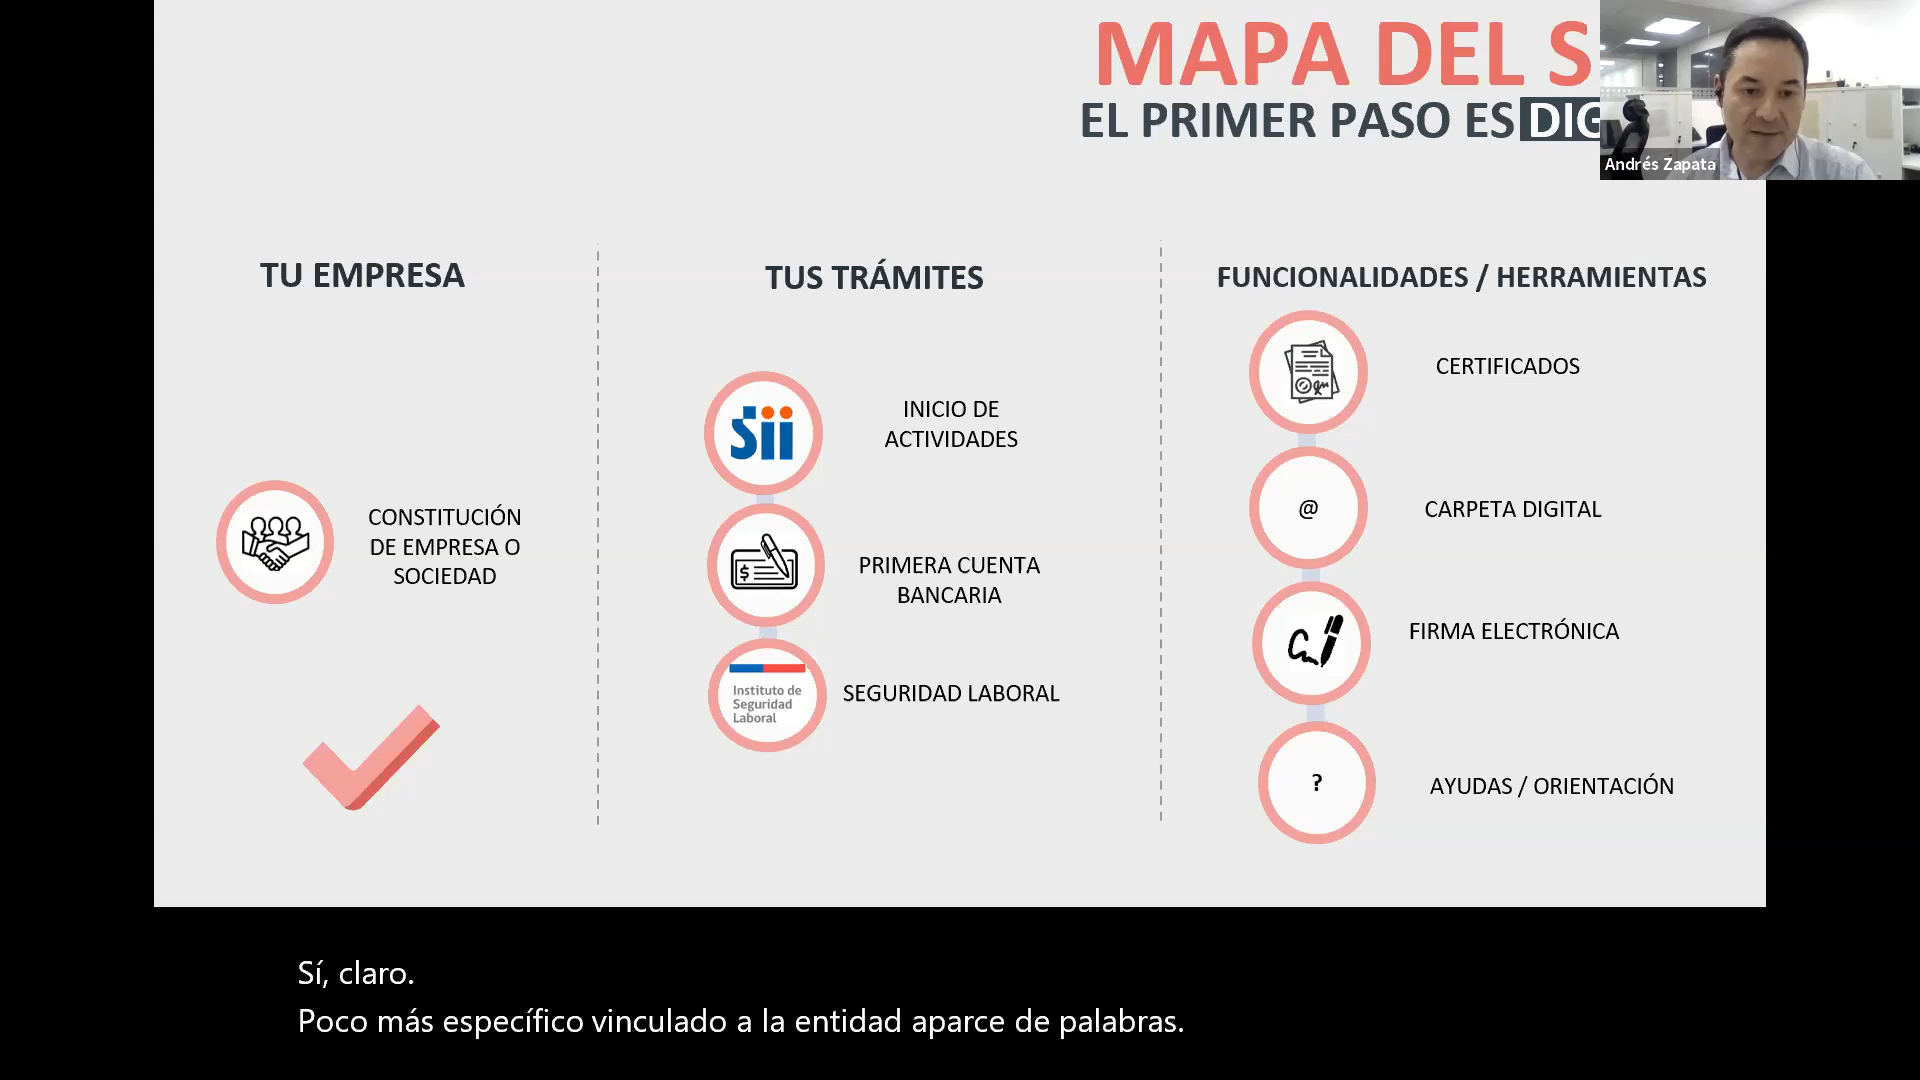 MAPA DEL S
EL PRIMER PASO ES DIG
Andrés Zapata
TU EMPRESA
CONSTITUCIÓN
DE EMPRESA O
SOCIEDAD
TUS TRÁMITES
Sii
INICIO DE
ACTIVIDADES
$
PRIMERA CUENTA
BANCARIA
Instituto de
Seguridad
Laboral
SEGURIDAD LABORAL
FUNCIONALIDADES / HERRAMIENTAS
CERTIFICADOS
@
CARPETA DIGITAL
FIRMA ELECTRÓNICA
?
AYUDAS / ORIENTACIÓN
Sí, claro.
Poco más específico vinculado a la entidad aparce de palabras.